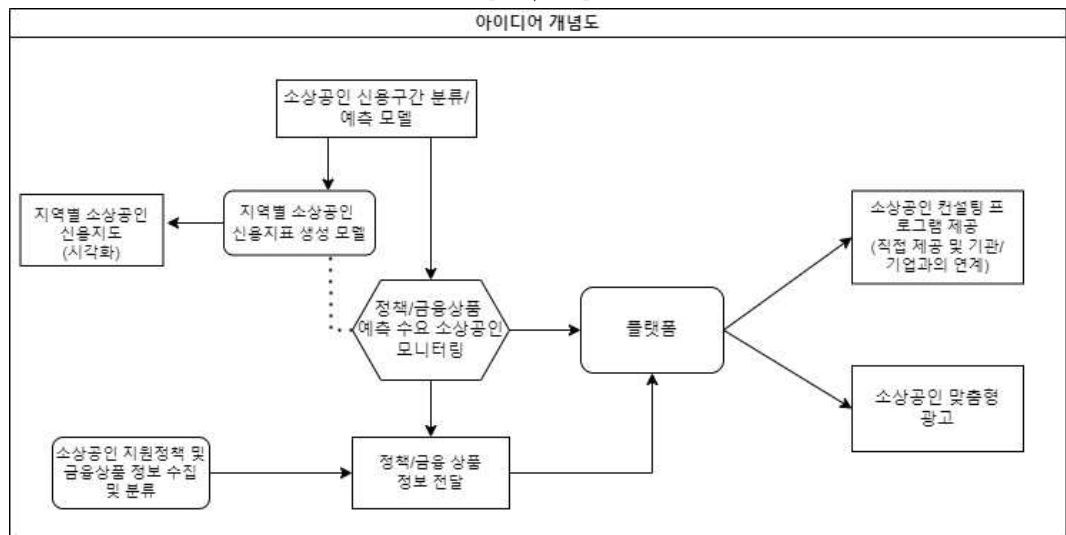 아이디어 개념도
소상공인 신용구간 분류/
예측 모델
지역별 소상공인
신용지도
(시각화)
지역별 소상공인
신용지표 생성 모델
소상공인 컨설팅 프
로그램 제공
(직접 제공 및 기관/
기업과의 연계)
정책/금융상품
예측 수요 소상공인
모니터링
플랫폼
소상공인 맞춤형
광고
소상공인 지원정책 및
금융상품 정보 수집
및 분류
정책/금융 상품
정보 전달